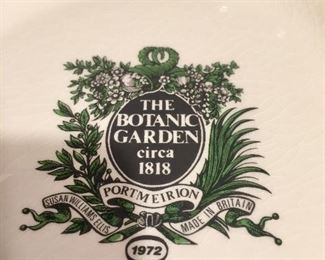 THE
BOTANIC
GARDEN
circa
1818
PORTMEIRION
SUSAN WILLIAMS-ELLIS
MADE IN BRITAIN
1972